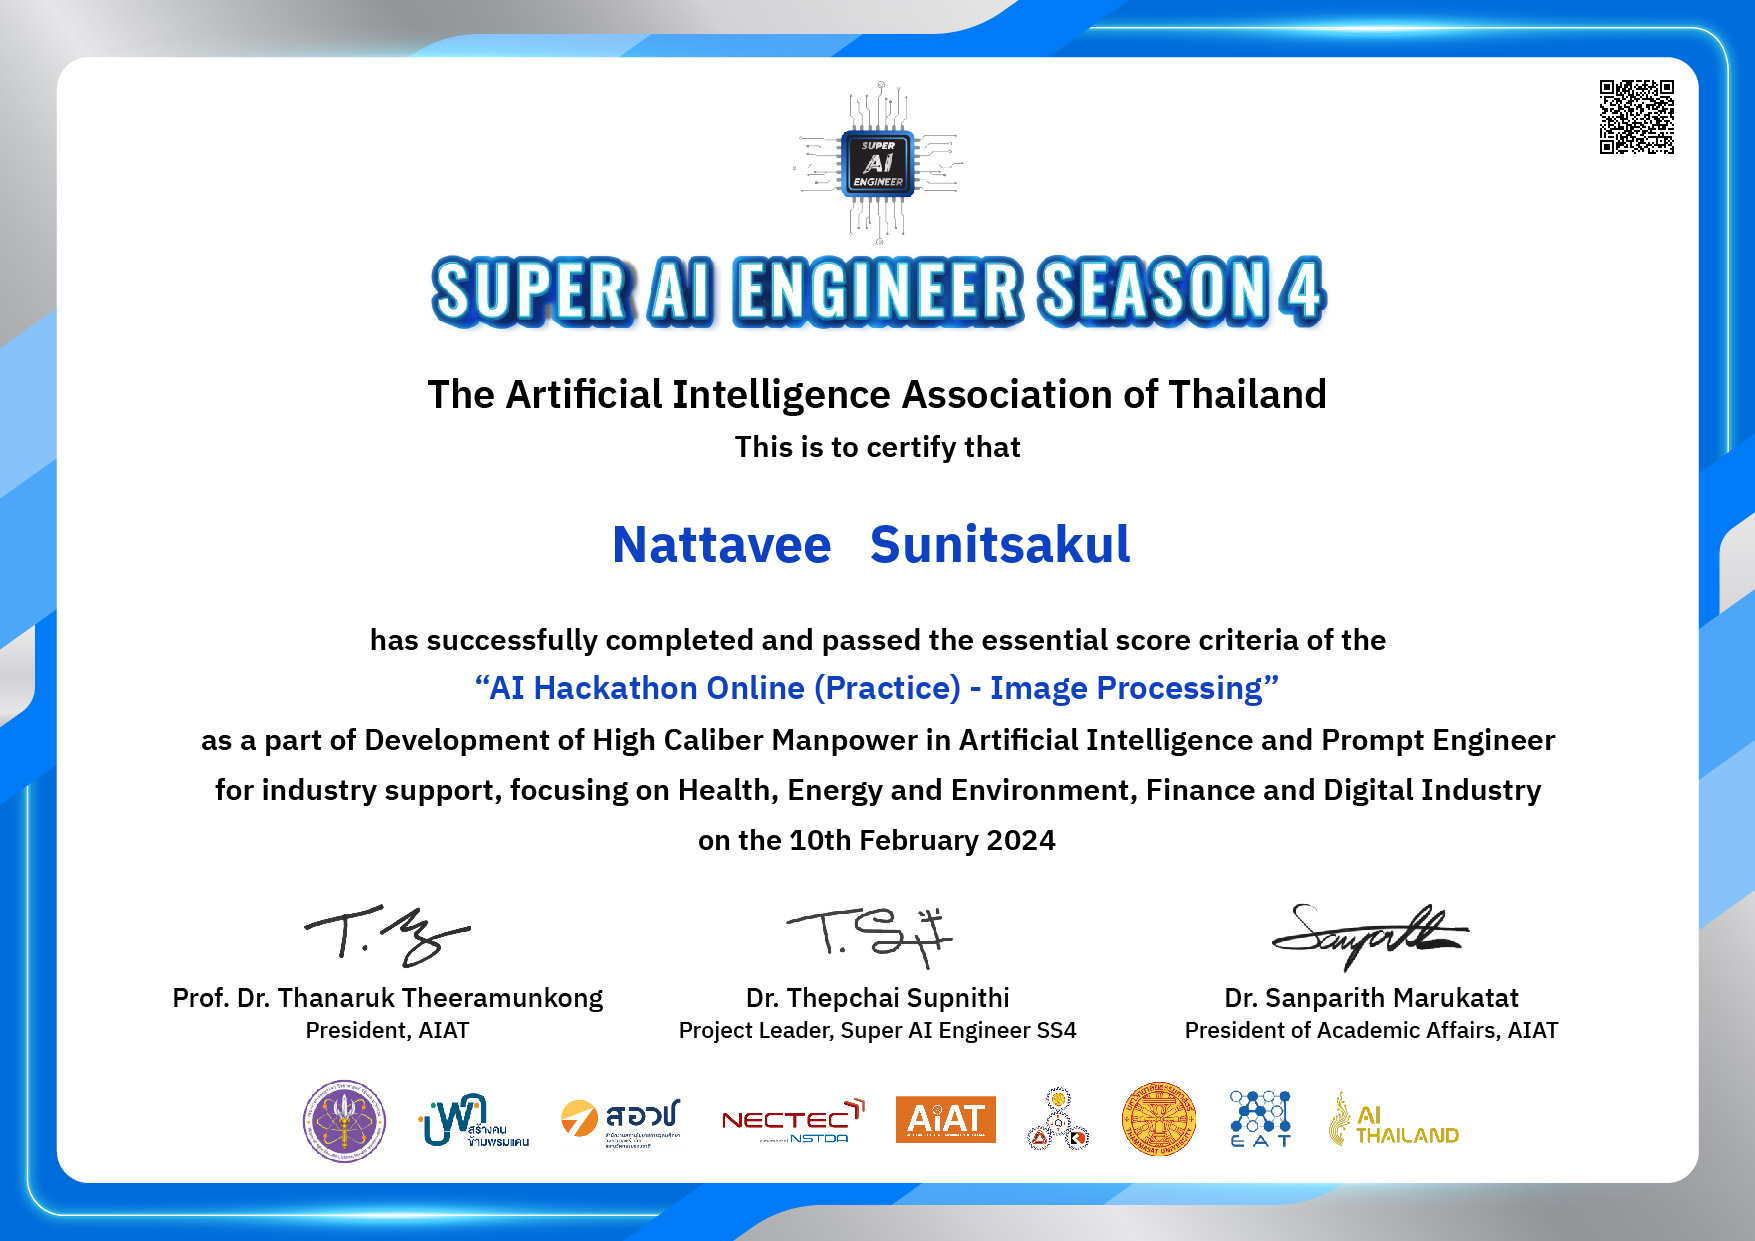 SUPER
AI
ENGINEER
SUPER AI ENGINEER SEASON 4
The Artificial Intelligence Association of Thailand
This is to certify that
Nattavee Sunitsakul
has successfully completed and passed the essential score criteria of the
“AI Hackathon Online (Practice) - Image Processing”
as a part of Development of High Caliber Manpower in Artificial Intelligence and Prompt Engineer
for industry support, focusing on Health, Energy and Environment, Finance and Digital Industry
on the 10th February 2024
Prof. Dr. Thanaruk Theeramunkong
Dr. Thepchai Supnithi
Dr. Sanparith Marukatat
President, AIAT
Project Leader, Super AI Engineer SS4
President of Academic Affairs, AIAT
บพค
สร้างคน
ข้ามพรมแดน
สอวช
NECTEC
a member of NSTDA
AiAT
THAMMASAT UNIVERSITY
EAT
AI
THAILAND